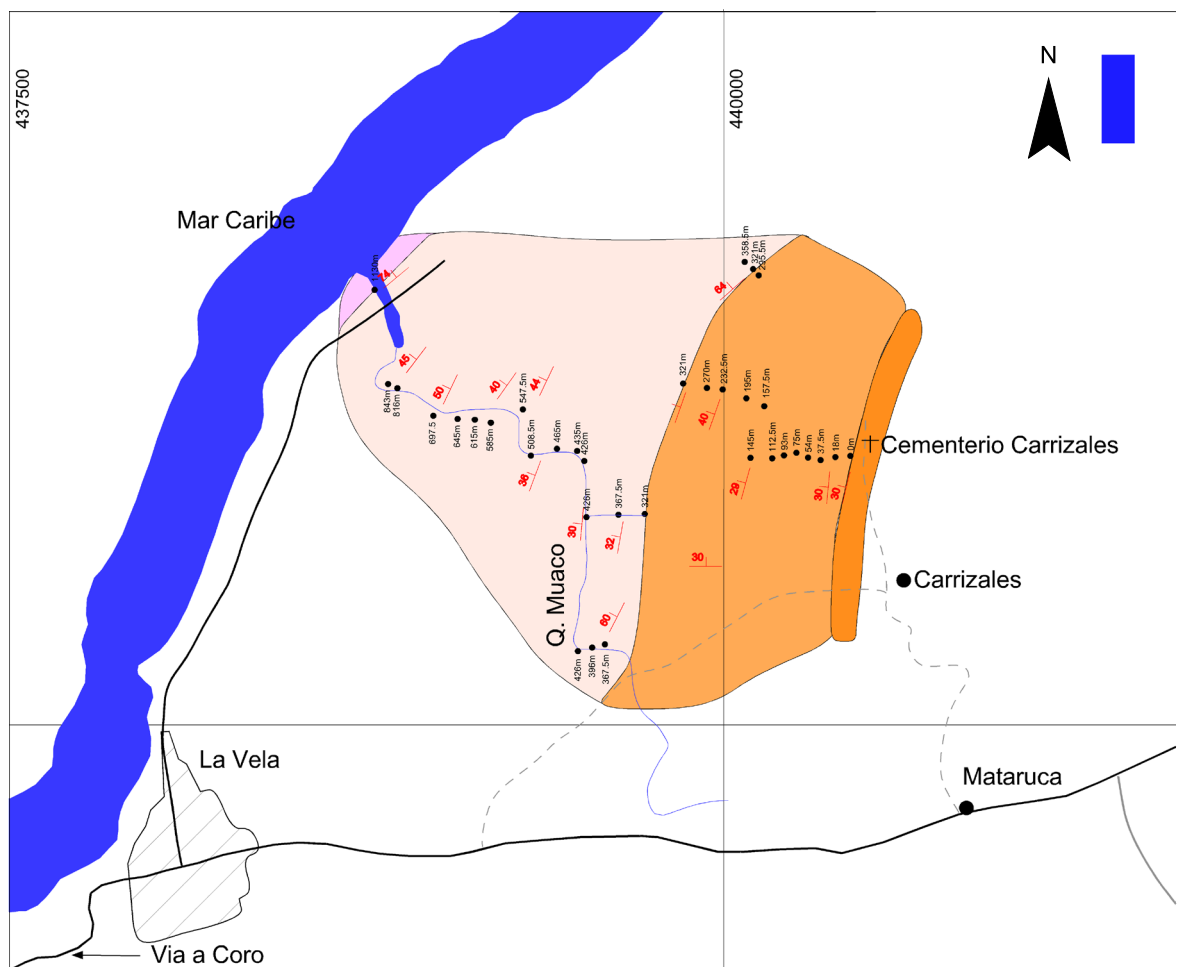 437500
440000
N
Mar Caribe
358.5m
321m
295.5m
1130m
64
45
321m
270m
232.5m
195m
157.5m
50
40
44
547.5m
843m
816m
697.5
645m
615m
585m
508.5m
465m
435m
426m
40
145m
112.5m
93m
75m
54m
37.5m
18m
0m
Cementerio Carrizales
36
29
30
30
426m
367.5m
321m
30
32
30
Q. Muaco
Carrizales
60
426m
396m
367.5m
La Vela
Mataruca
Via a Coro